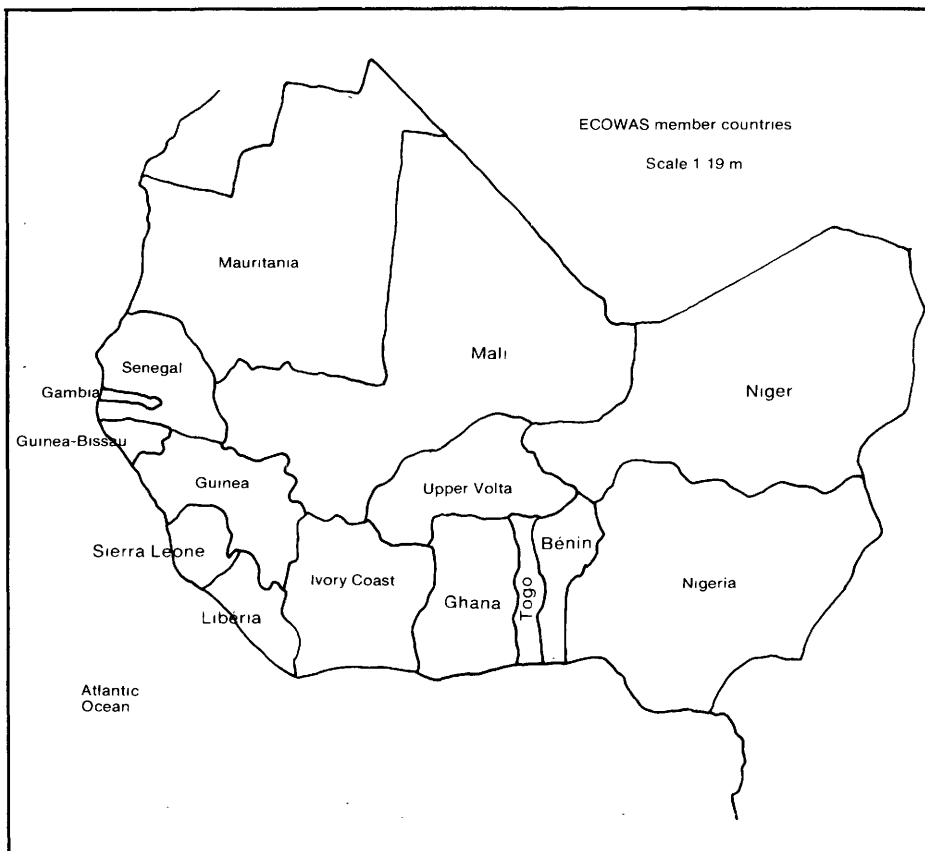 ECOWAS member countries
Scale 1 19 m
Mauritania
Mali
Niger
Senegal
Gambia
Guinea-Bissau
Guinea
Upper Volta
Sierra Leone
Ivory Coast
Ghana
Togo
Bénin
Nigeria
Libéria
Atlantic
Ocean